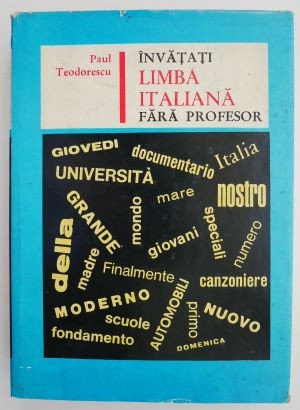 Paul
Teodorescu
ÎNVĂȚAȚI
LIMBA
ITALIANĂ
FĂRĂ PROFESOR
GIOVEDI
documentario
Italia
UNIVERSITÀ
mare
nostro
GRANDE
mondo
speciali
della
madre
giovani
numero
Finalmente
canzoniere
MODERNO
AUTOMOBILI
primo
NUOVO
scuole
fondamento
DOMENICA